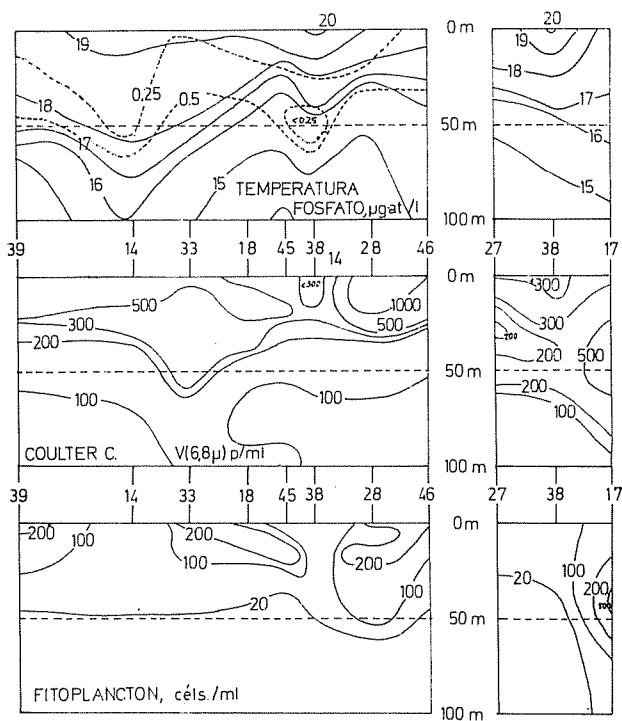 20 0 m 20
19 19
18
0.25 0.5 17
18 <0.25 50 m 16
17
16 15 15
TEMPERATURA
FOSFATO, µgat/l 100 m
39 14 33 18 45 38 28 46 27 38 17
14
<300 0 m 300
500 1000
300 500 300
200 200 200 500
50 m 200
100 100 100
COULTER C. V(6,8µ) p/ml 100 m
39 14 33 18 45 38 28 46 27 38 17
0 m
200 100 200
100 200 100 100
20 20 200
50 m 500
FITOPLANCTON, céls./ml
100 m